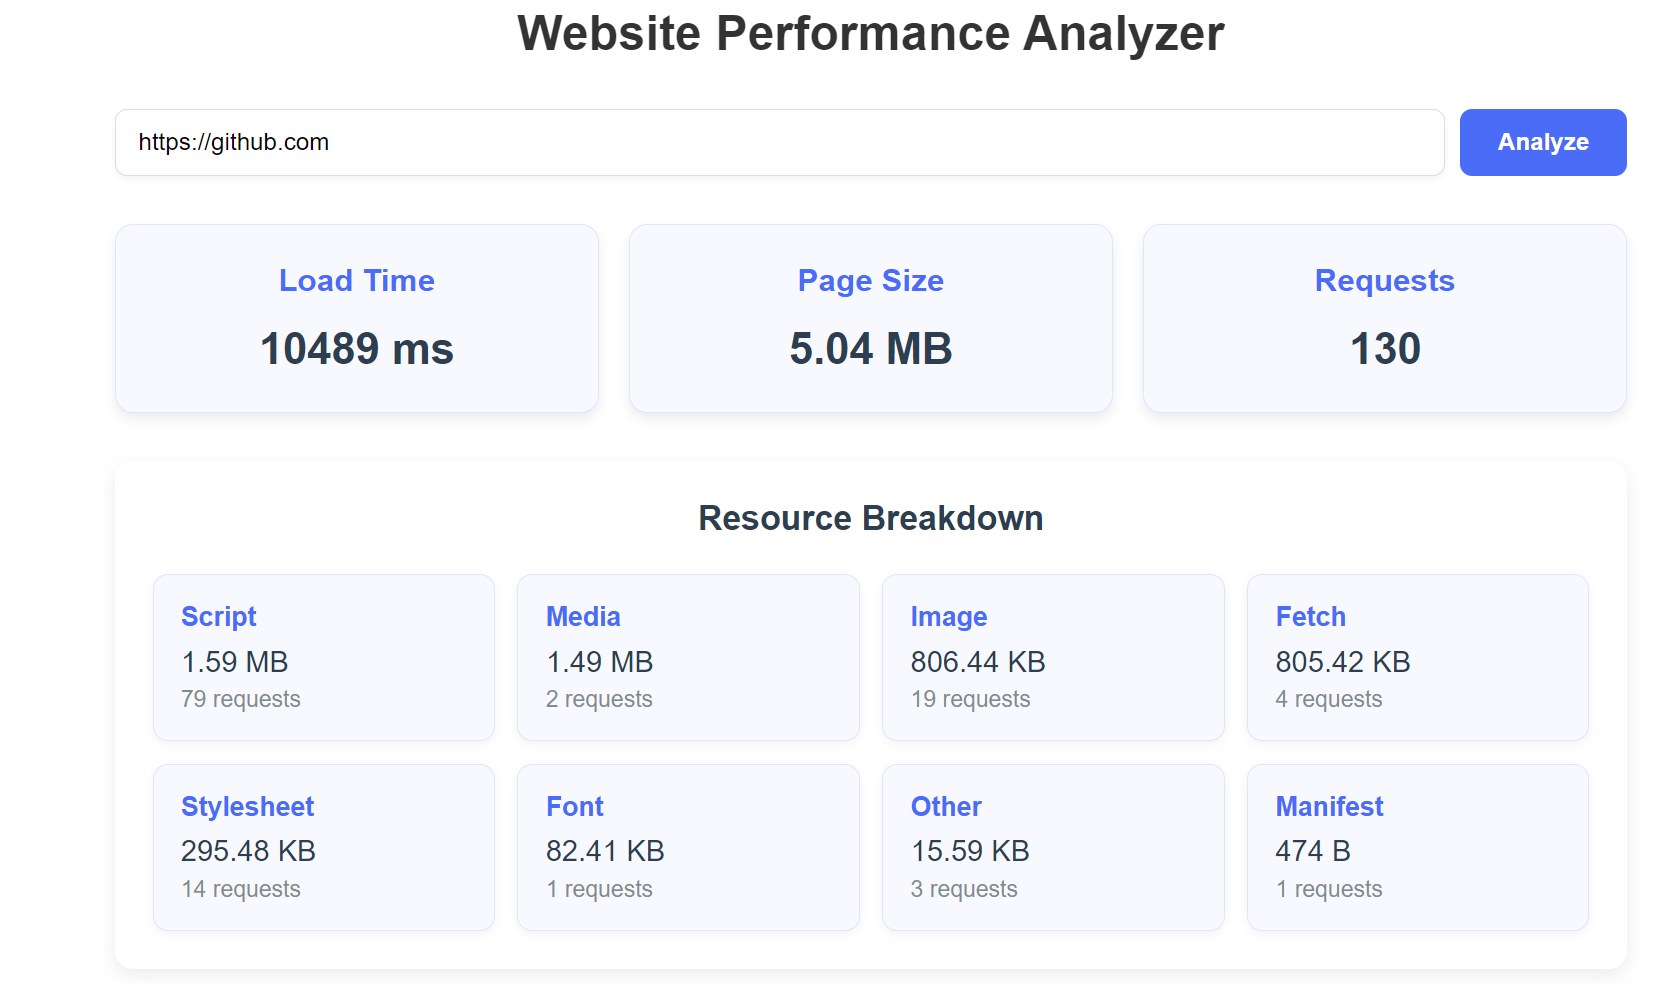 Website Performance Analyzer
https://github.com
Analyze
Load Time
10489 ms
Page Size
5.04 MB
Requests
130
Resource Breakdown
Script
1.59 MB
79 requests
Media
1.49 MB
2 requests
Image
806.44 KB
19 requests
Fetch
805.42 KB
4 requests
Stylesheet
295.48 KB
14 requests
Font
82.41 KB
1 requests
Other
15.59 KB
3 requests
Manifest
474 B
1 requests